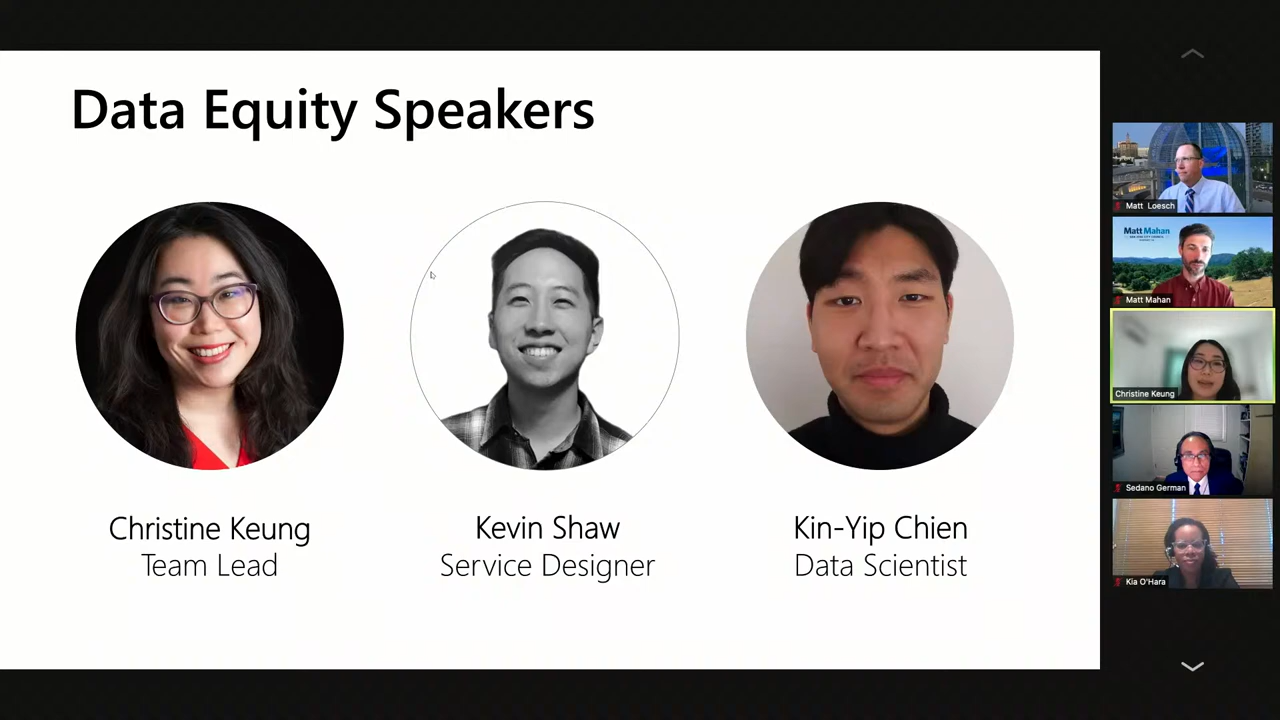 Data Equity Speakers
Christine Keung
Team Lead
Kevin Shaw
Service Designer
Kin-Yip Chien
Data Scientist
Matt Loesch
Matt Mahan
Matt Mahan
Christine Keung
Sedano German
Kia O'Hara